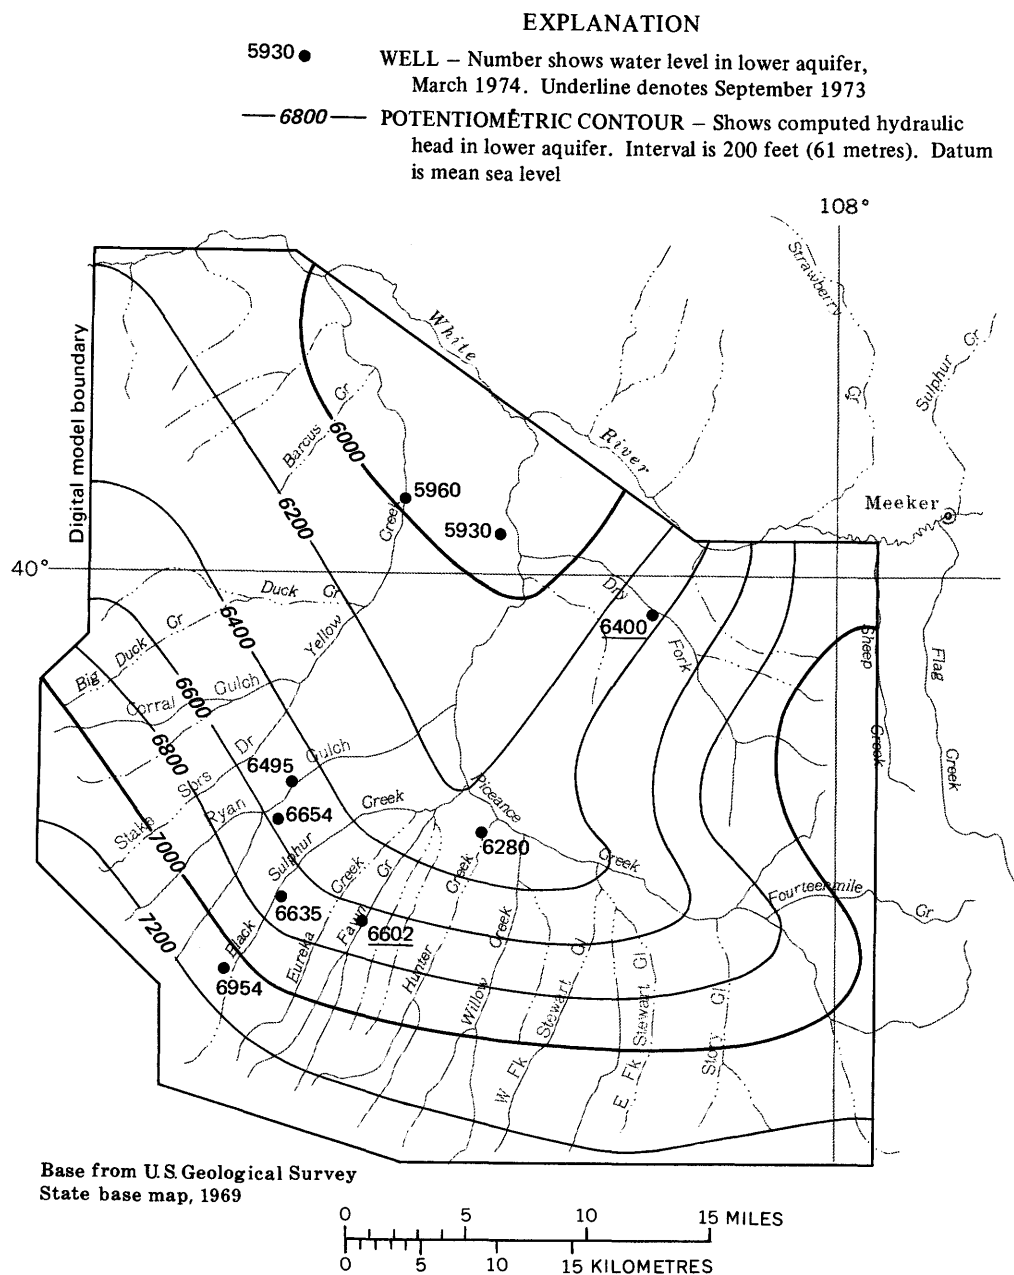 EXPLANATION
5930
WELL — Number shows water level in lower aquifer,
March 1974. Underline denotes September 1973
6800
POTENTIOMETRIC CONTOUR — Shows computed hydraulic
head in lower aquifer. Interval is 200 feet (61 metres). Datum
is mean sea level
108°
Strawberry
Cr
Sulphur Cr
White
River
Digital model boundary
Barcus Cr
6000
6200
5960
5930
Creek
Meeker
40°
Duck Cr
Dry
Fork
6400
6400
Yellow
Big Duck Cr
Sheep
Creek
Flag
Creek
Corral Gulch
6600
6800
Stake Sprs Dr
Ryan Gulch
6495
6654
7000
Piceance
Creek
6280
Creek
Black Sulphur
6635
Eureka Creek
Fawn Cr
6602
Hunter Creek
Willow Creek
Fourteenmile
Cr
7200
6954
W Fk Stewart Gl
E Fk Stewart Gl
Story Gl
Base from U.S. Geological Survey
State base map, 1969
0 5 10 15 MILES
0 5 10 15 KILOMETRES